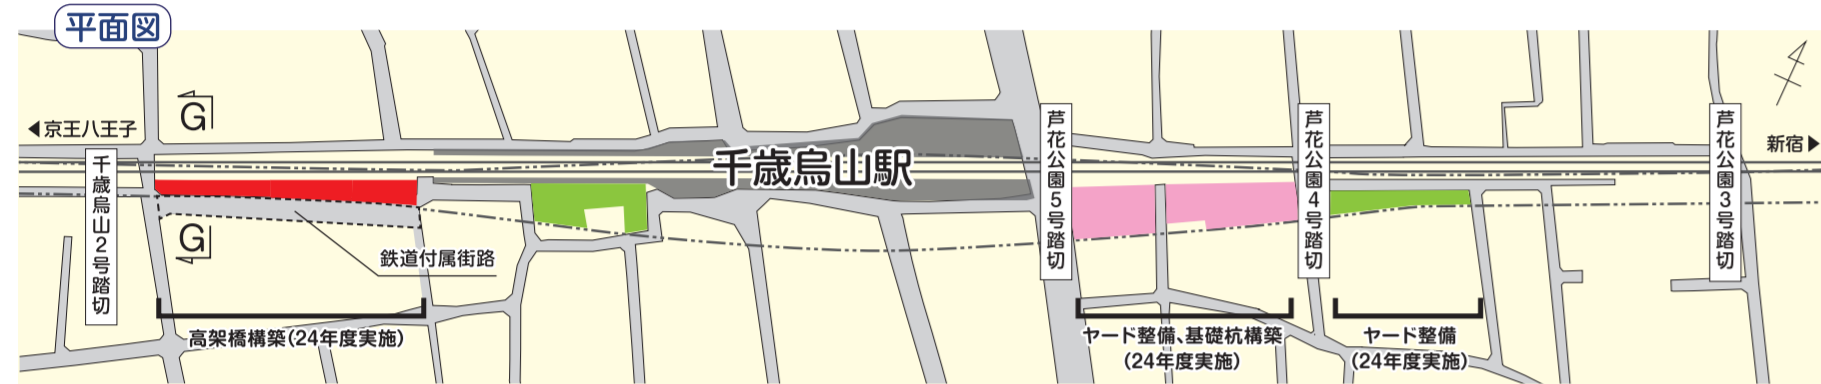 平面図
G
◀京王八王子
千歳烏山2号踏切
千歳烏山駅
芦花公園5号踏切
芦花公園4号踏切
芦花公園3号踏切
新宿▶
G
鉄道付属街路
高架橋構築(24年度実施)
ヤード整備、基礎杭構築
(24年度実施)
ヤード整備
(24年度実施)